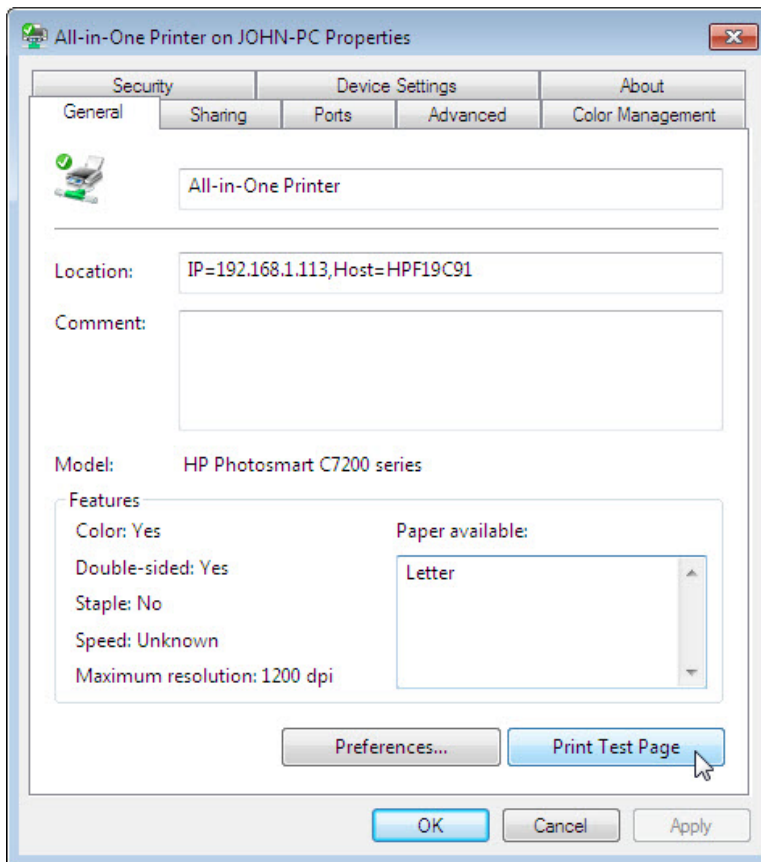 All-in-One Printer on JOHN-PC Properties
Security Device Settings About
General Sharing Ports Advanced Color Management
All-in-One Printer
Location: IP=192.168.1.113,Host=HPF19C91
Comment:
Model: HP Photosmart C7200 series
Features
Color: Yes Paper available:
Double-sided: Yes Letter
Staple: No
Speed: Unknown
Maximum resolution: 1200 dpi
Preferences... Print Test Page
OK Cancel Apply